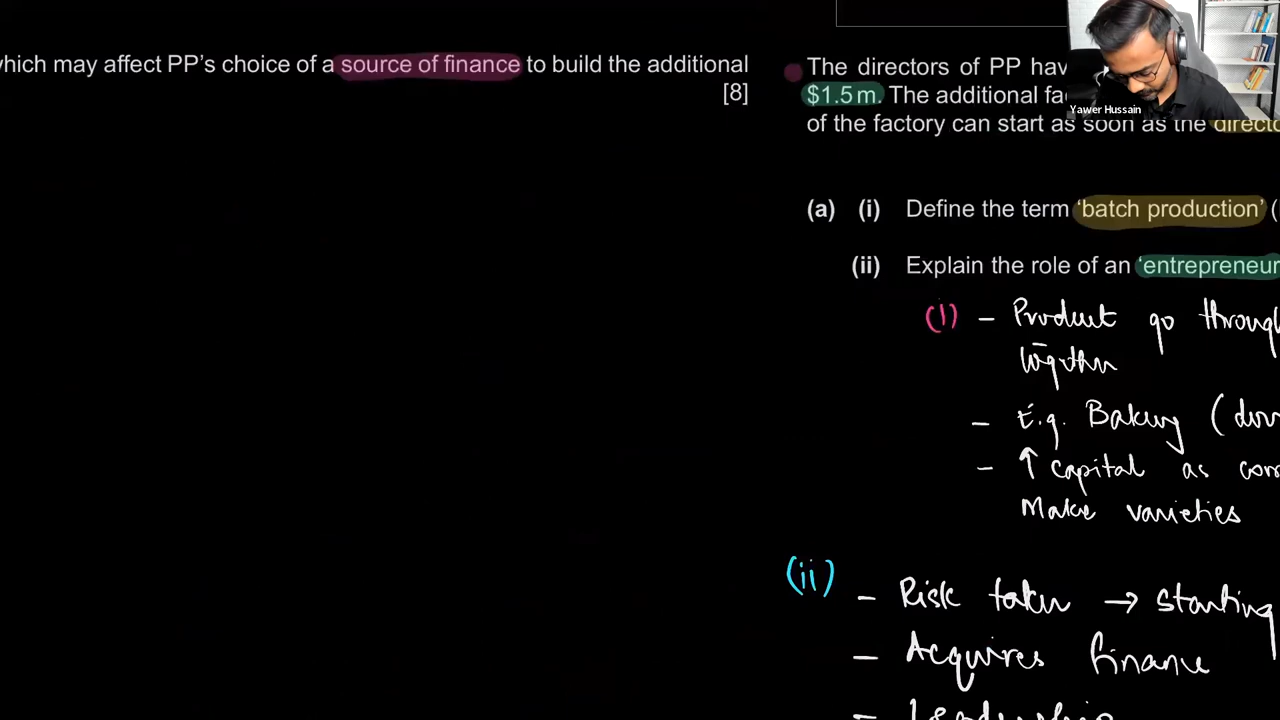 which may affect PP's choice of a source of finance to build the additional
[8]
The directors of PP hav
$1.5m. The additional fa
of the factory can start as soon as the directo
Yawer Hussain
(a) (i) Define the term 'batch production' (
(ii) Explain the role of an 'entrepreneur
(i) - Product go through
together
- E.g. Bakery (
- ↑ capital as com
Make varieties
(ii) - Risk taker → starting
- Acquires finance
- Leadership